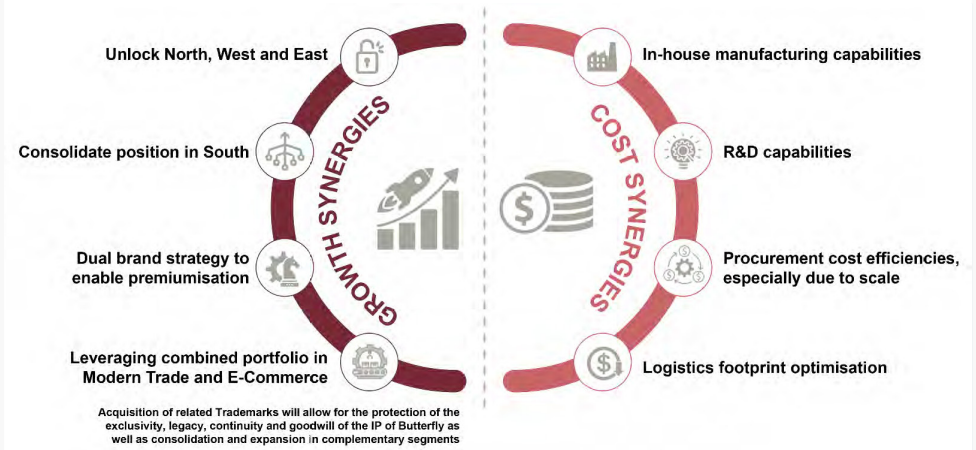 Unlock North, West and East
Consolidate position in South
Dual brand strategy to
enable premiumisation
Leveraging combined portfolio in
Modern Trade and E-Commerce
Acquisition of related Trademarks will allow for the protection of the
exclusivity, legacy, continuity and goodwill of the IP of Butterfly as
well as consolidation and expansion in complementary segments
GROWTH SYNERGIES
$
COST SYNERGIES
In-house manufacturing capabilities
R&D capabilities
$
$ $
Procurement cost efficiencies,
especially due to scale
$
Logistics footprint optimisation